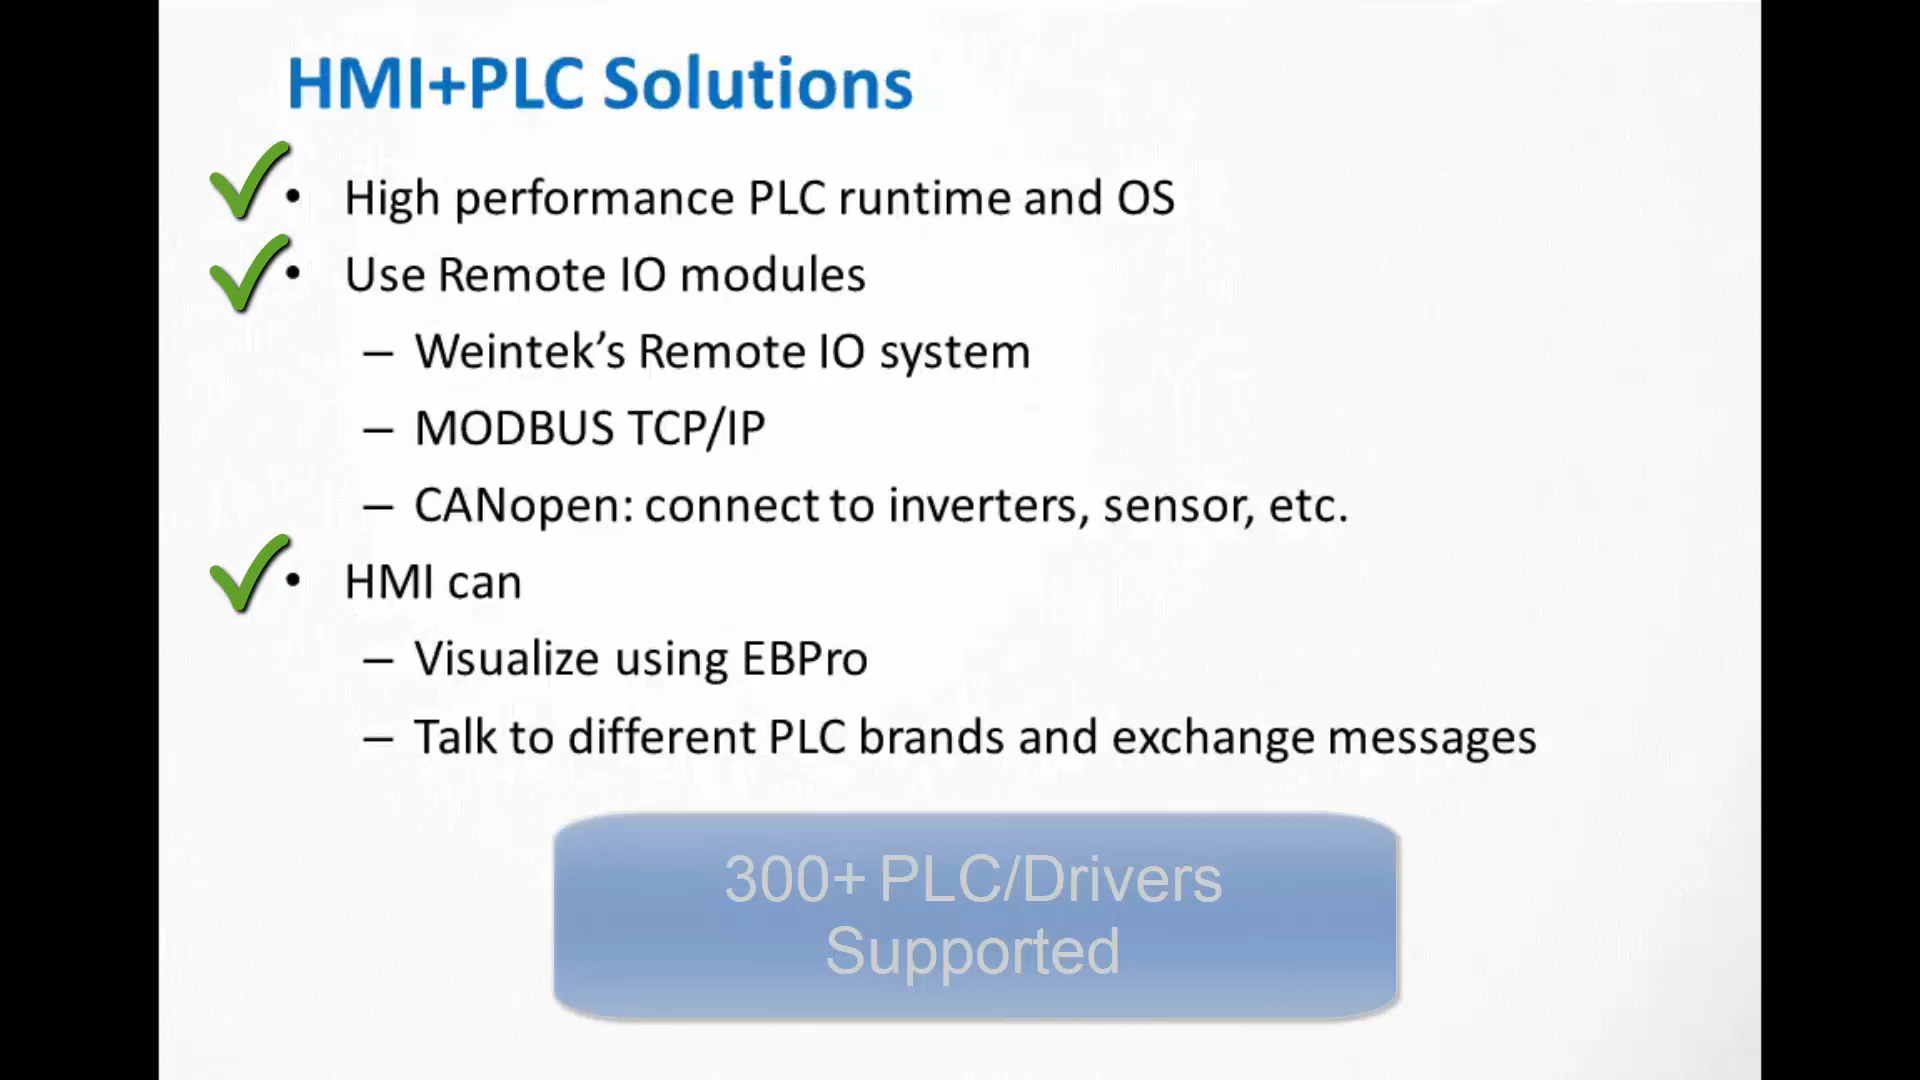 HMI+PLC Solutions
• High performance PLC runtime and OS
• Use Remote IO modules
– Weintek’s Remote IO system
– MODBUS TCP/IP
– CANopen: connect to inverters, sensor, etc.
• HMI can
– Visualize using EBPro
– Talk to different PLC brands and exchange messages
300+ PLC/Drivers
Supported